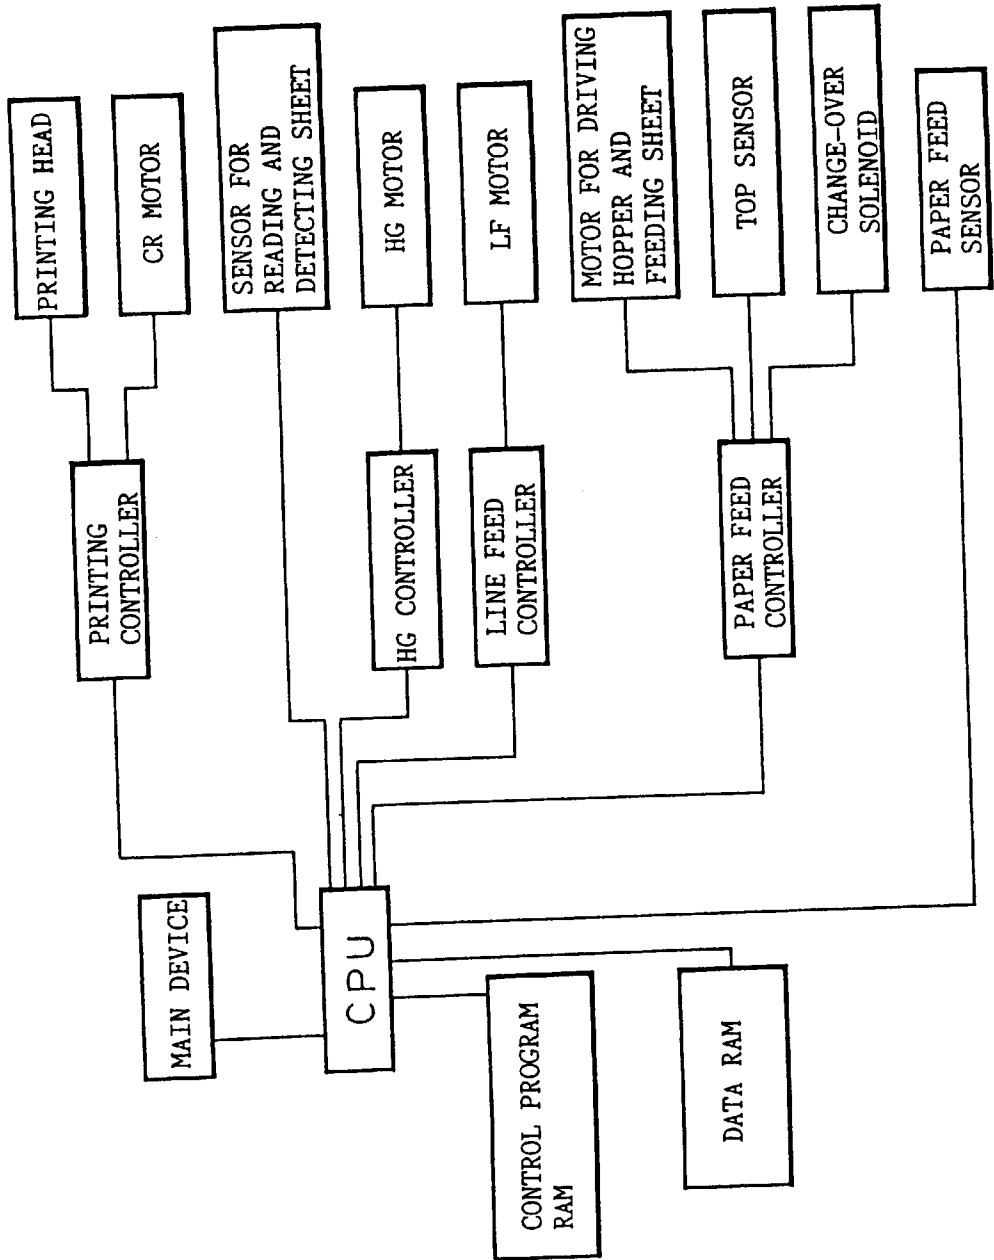 PRINTING HEAD
CR MOTOR
SENSOR FOR
READING AND
DETECTING SHEET
HG MOTOR
LF MOTOR
MOTOR FOR DRIVING
HOPPER AND
FEEDING SHEET
TOP SENSOR
CHANGE-OVER
SOLENOID
PAPER FEED
SENSOR
PRINTING
CONTROLLER
HG CONTROLLER
LINE FEED
CONTROLLER
PAPER FEED
CONTROLLER
MAIN DEVICE
CPU
CONTROL PROGRAM
RAM
DATA RAM